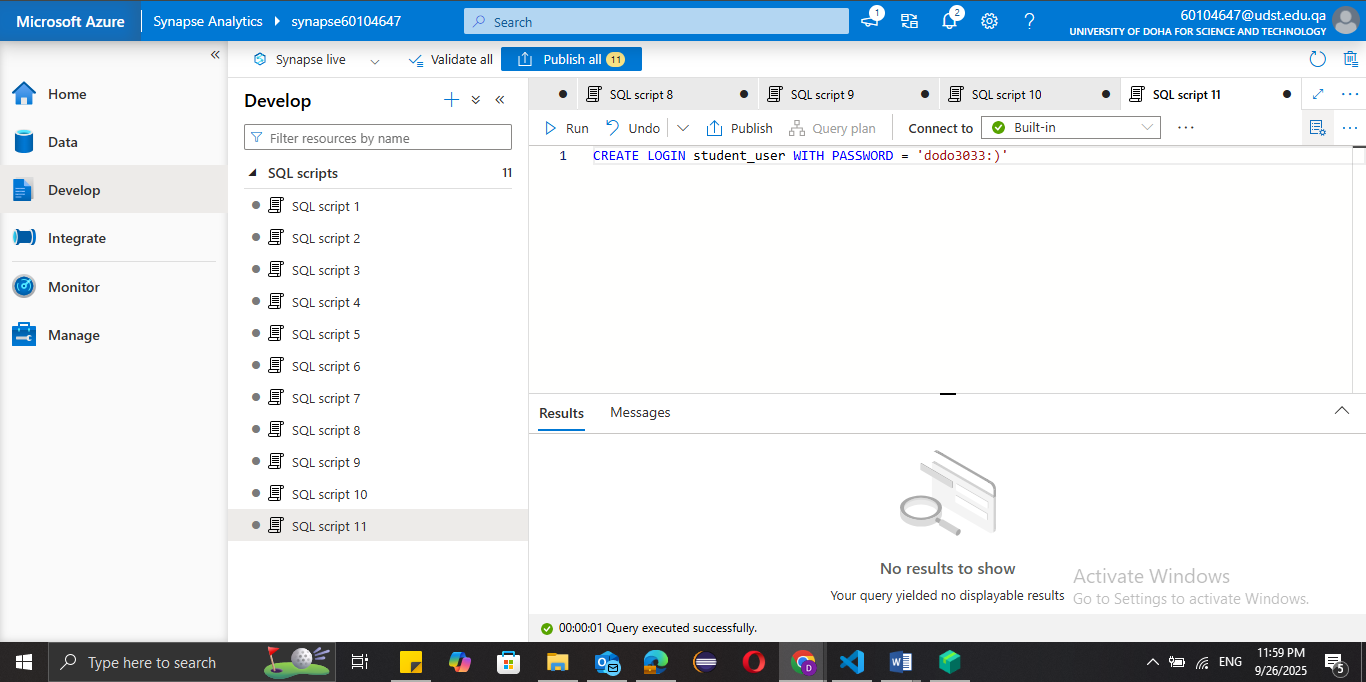 Microsoft Azure
Synapse Analytics
synapse60104647
Search
1
2
60104647@udst.edu.qa
UNIVERSITY OF DOHA FOR SCIENCE AND TECHNOLOGY
Synapse live
Validate all
Publish all
11
Home
Data
Develop
Integrate
Monitor
Manage
Develop
Filter resources by name
SQL scripts
11
SQL script 1
SQL script 2
SQL script 3
SQL script 4
SQL script 5
SQL script 6
SQL script 7
SQL script 8
SQL script 9
SQL script 10
SQL script 11
SQL script 8
SQL script 9
SQL script 10
SQL script 11
Run
Undo
Publish
Query plan
Connect to
Built-in
1
CREATE LOGIN student_user WITH PASSWORD = 'dodo3033:)'
Results
Messages
No results to show
Your query yielded no displayable results
Activate Windows
Go to Settings to activate Windows.
00:00:01 Query executed successfully.
Type here to search
D
ENG
11:59 PM
9/26/2025
5